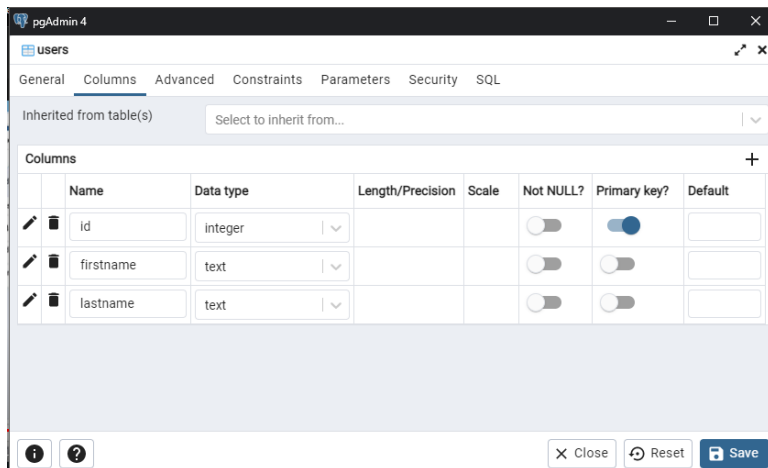 pgAdmin 4
users
General Columns Advanced Constraints Parameters Security SQL
Inherited from table(s) Select to inherit from...
Columns
Name Data type Length/Precision Scale Not NULL? Primary key? Default
id integer
firstname text
lastname text
Close Reset Save